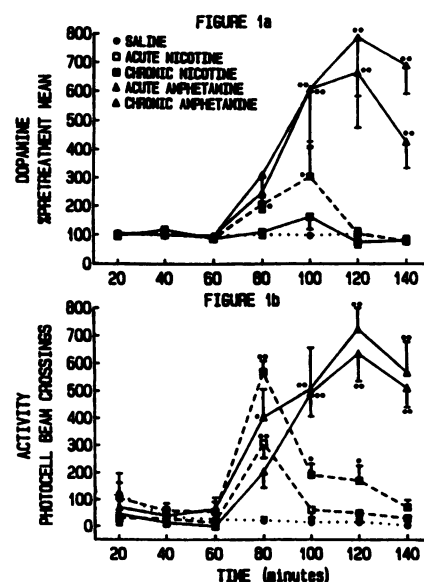 FIGURE 1a
SALINE
ACUTE NICOTINE
CHRONIC NICOTINE
ACUTE AMPHETAMINE
CHRONIC AMPHETAMINE
DOPAMINE
%PRETREATMENT MEAN
800
700
600
500
400
300
200
100
0
20 40 60 80 100 120 140
FIGURE 1b
ACTIVITY
PHOTOCELL BEAM CROSSINGS
800
700
600
500
400
300
200
100
0
20 40 60 80 100 120 140
TIME (minutes)